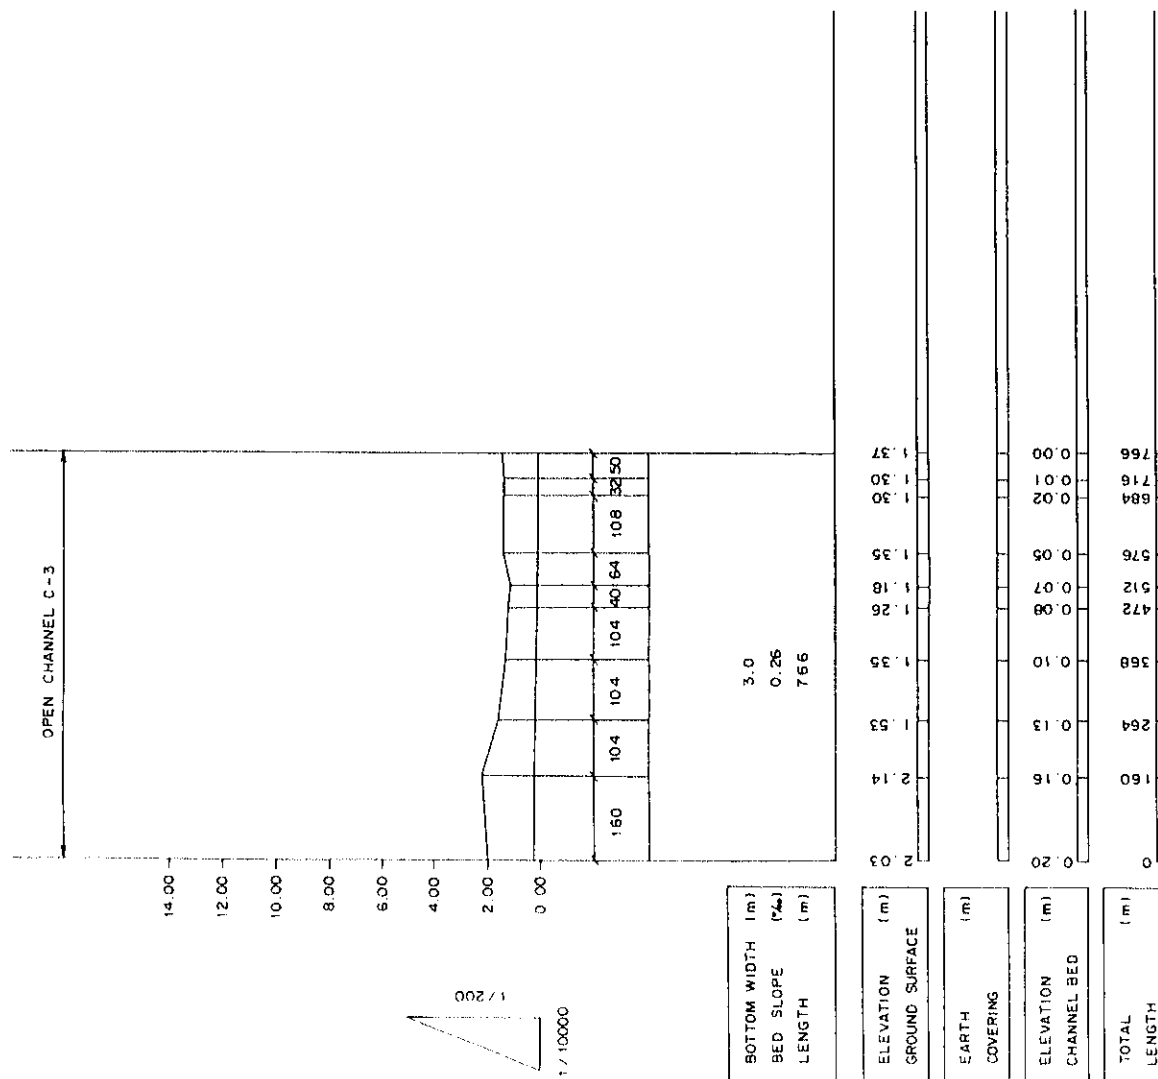 OPEN CHANNEL C-3
14.00
12.00
10.00
8.00
6.00
4.00
2.00
0.00
1/200
1/10000
160 104 104 104 40 64 108 32 50
BOTTOM WIDTH (m) 3.0
BED SLOPE (‰) 0.26
LENGTH (m) 766
ELEVATION (m)
GROUND SURFACE
2.03 2.14 1.53 1.35 1.26 1.18 1.35 1.30 1.30 1.37
EARTH (m)
COVERING
ELEVATION (m)
CHANNEL BED
0.20 0.16 0.13 0.10 0.08 0.07 0.05 0.02 0.01 0.00
TOTAL (m)
LENGTH
0 160 264 368 472 512 576 684 716 766